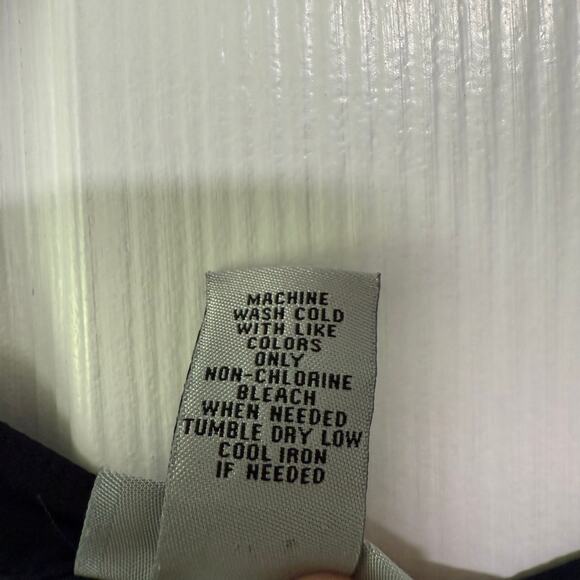 MACHINE
WASH COLD
WITH LIKE
COLORS
ONLY
NON-CHLORINE
BLEACH
WHEN NEEDED
TUMBLE DRY LOW
COOL IRON
IF NEEDED